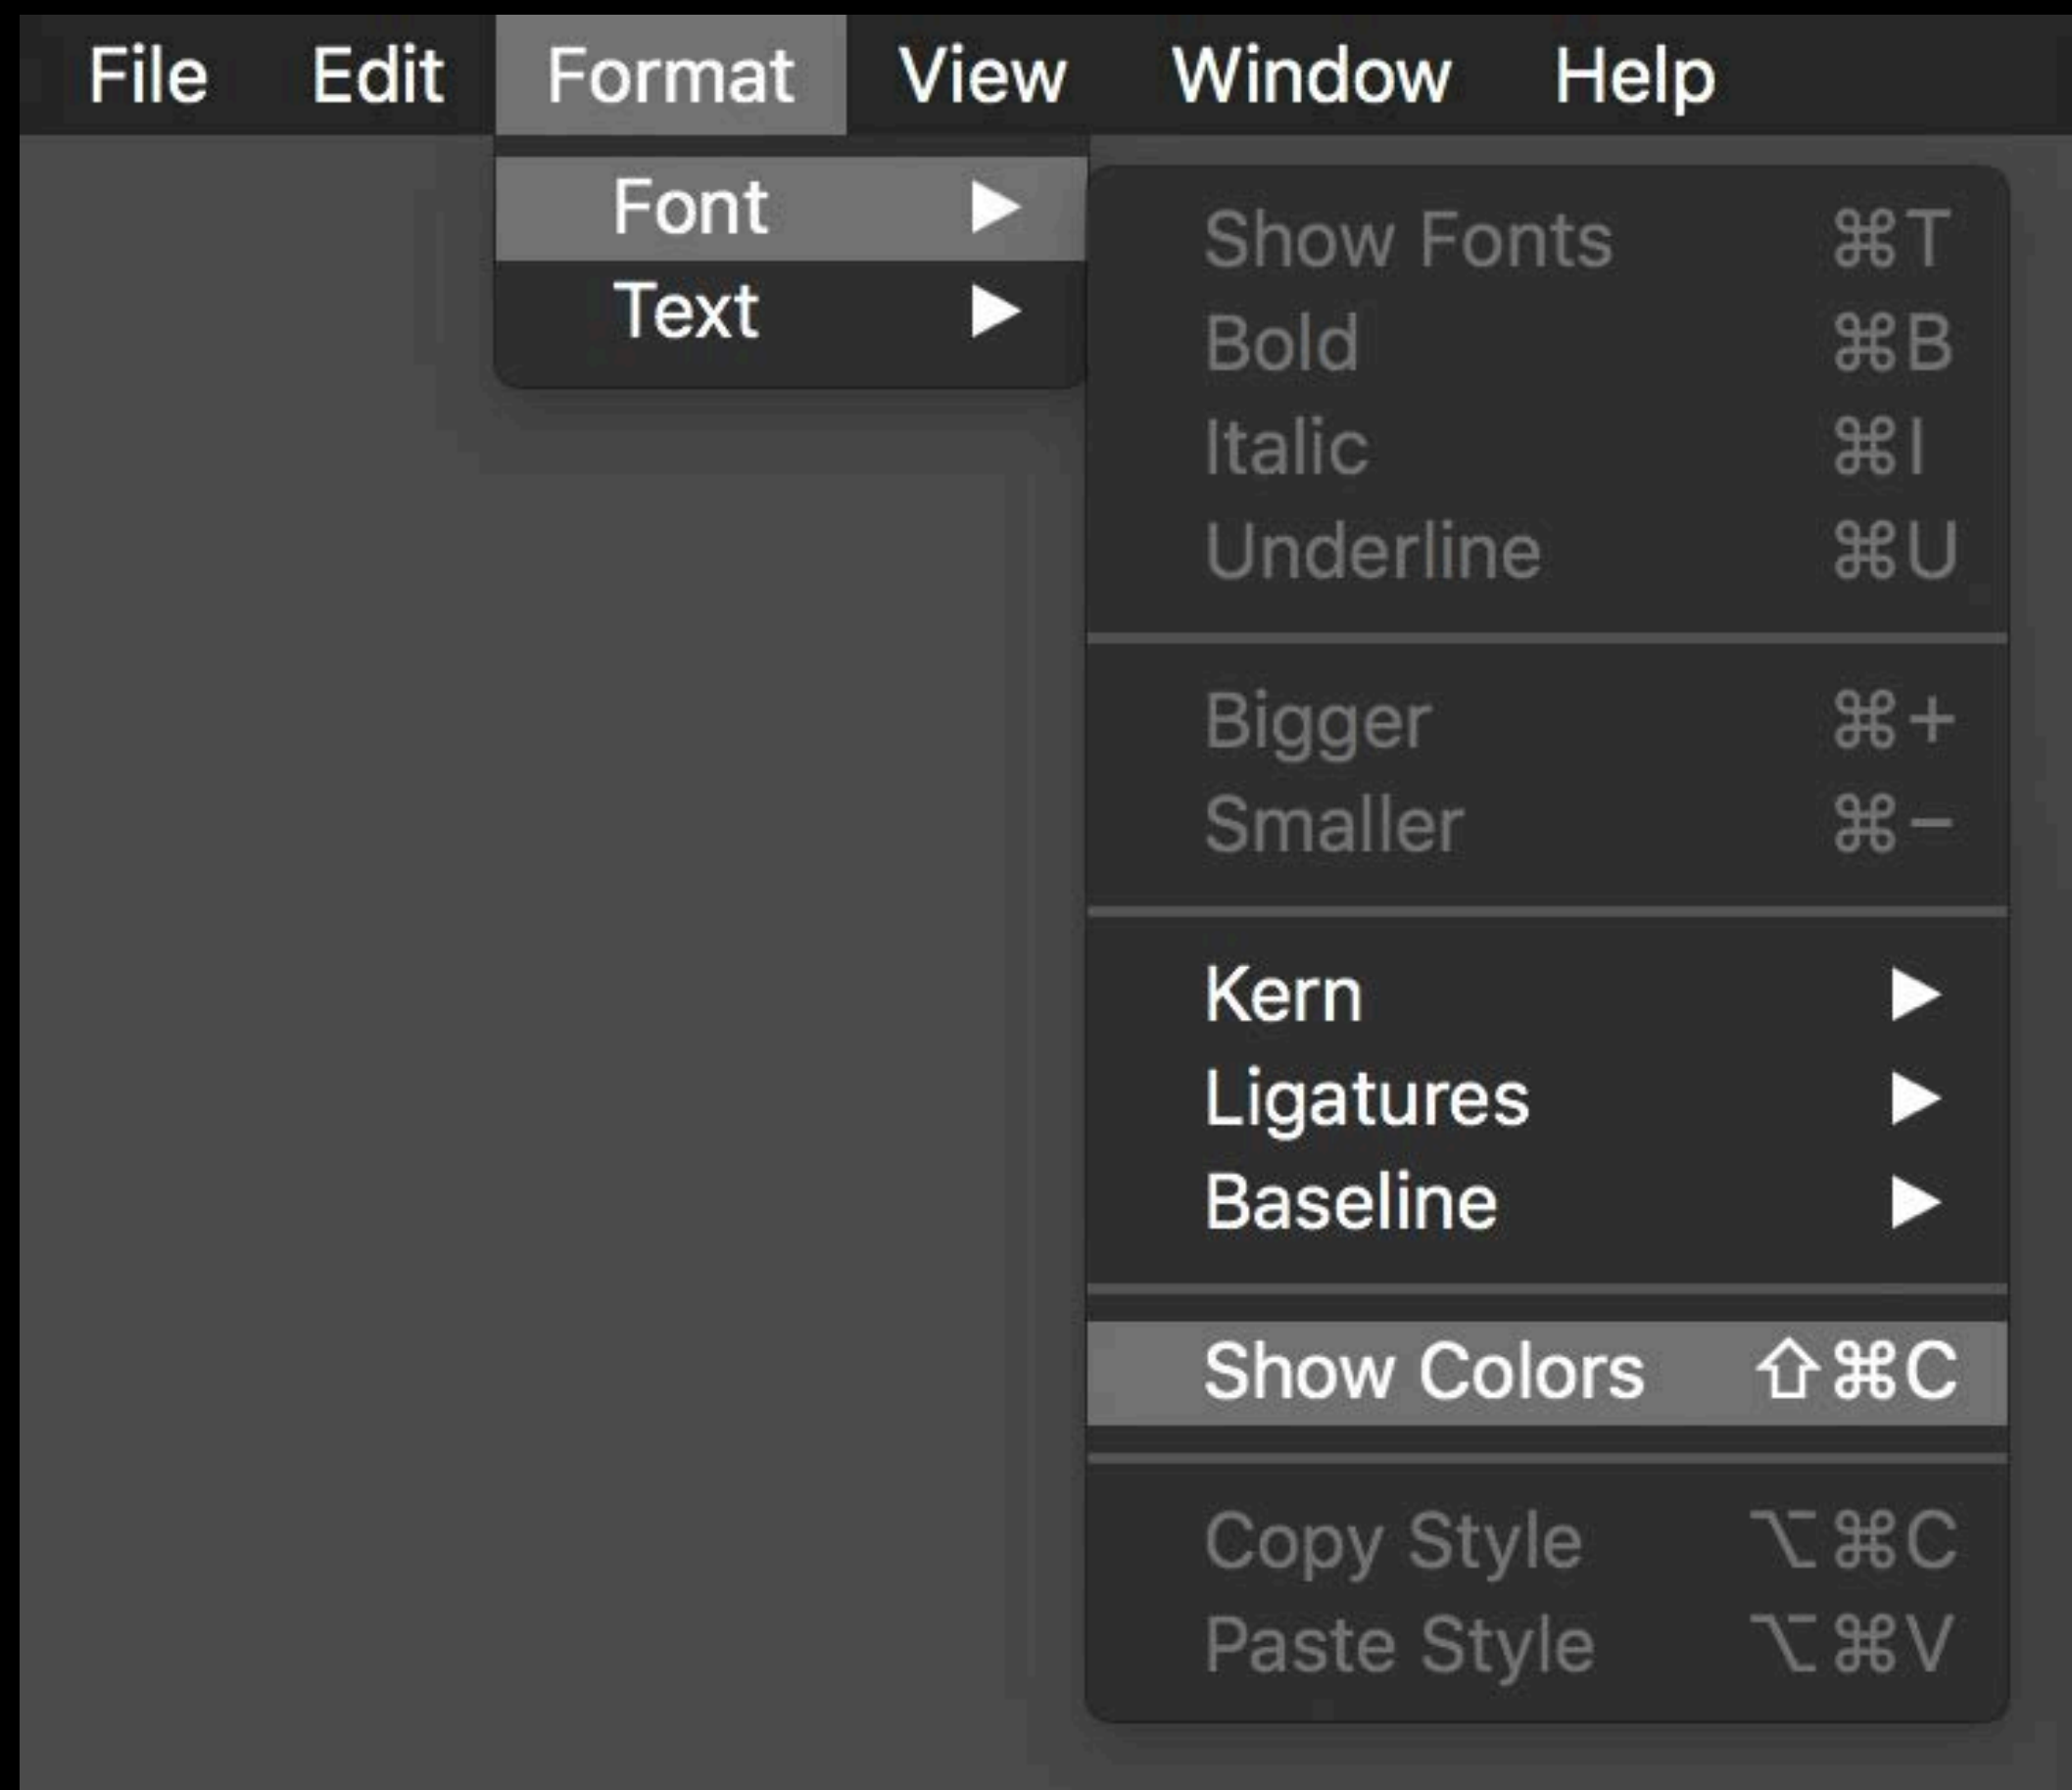 File Edit Format View Window Help
Font ▶
Text ▶
Show Fonts ⌘T
Bold ⌘B
Italic ⌘I
Underline ⌘U
Bigger ⌘+
Smaller ⌘−
Kern ▶
Ligatures ▶
Baseline ▶
Show Colors ⇧⌘C
Copy Style ⌥⌘C
Paste Style ⌥⌘V